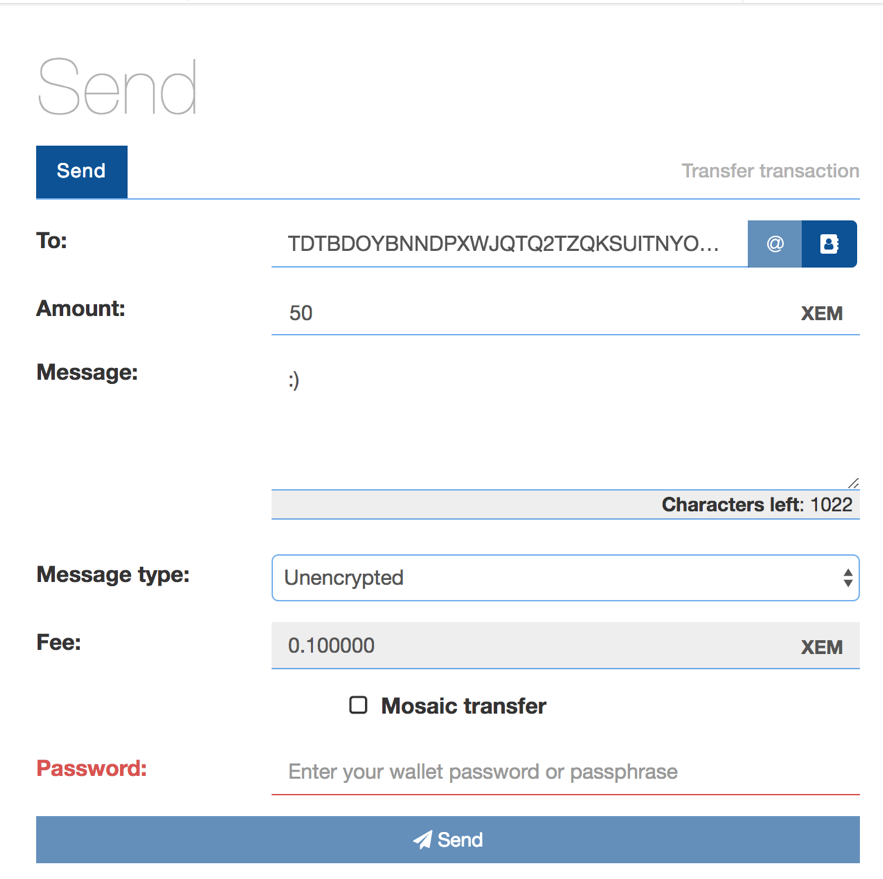 Send
Send
Transfer transaction
To:
TDTBDOYBNNDPXWJQTQ2TZQKSUITNYO...
@
Amount:
50
XEM
Message:
:)
Characters left: 1022
Message type:
Unencrypted
Fee:
0.100000
XEM
Mosaic transfer
Password:
Enter your wallet password or passphrase
Send